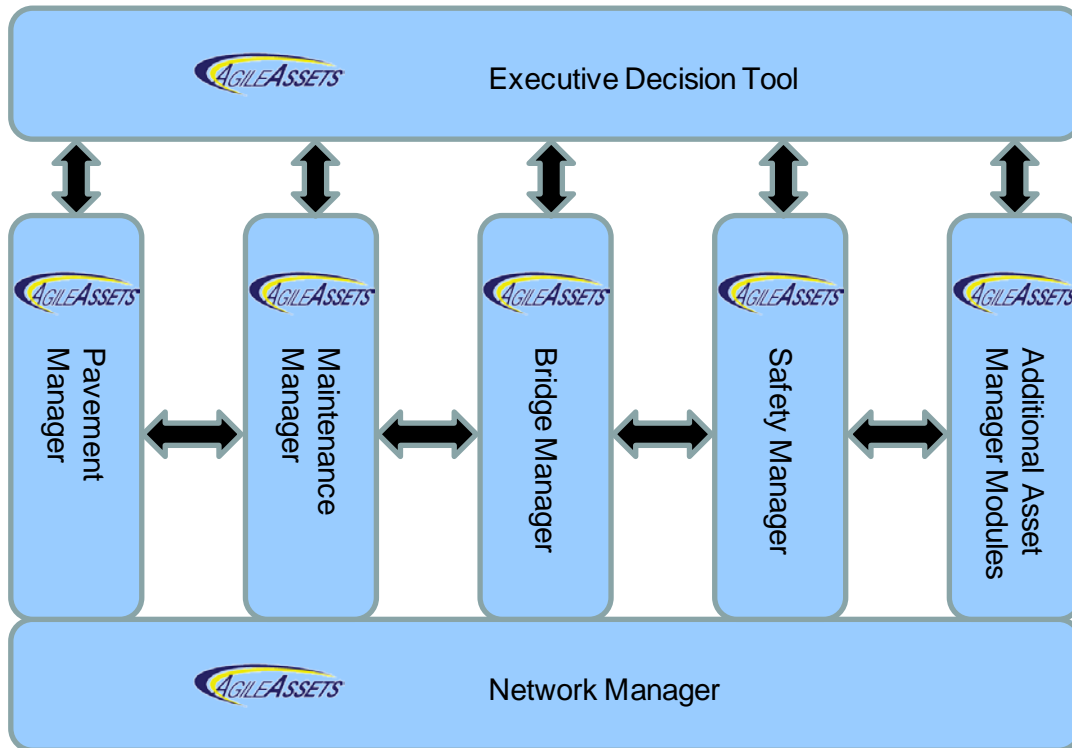 AGILEASSETS
Executive Decision Tool
AGILEASSETS
Pavement
Manager
AGILEASSETS
Maintenance
Manager
AGILEASSETS
Bridge Manager
AGILEASSETS
Safety Manager
AGILEASSETS
Additional Asset
Manager Modules
AGILEASSETS
Network Manager